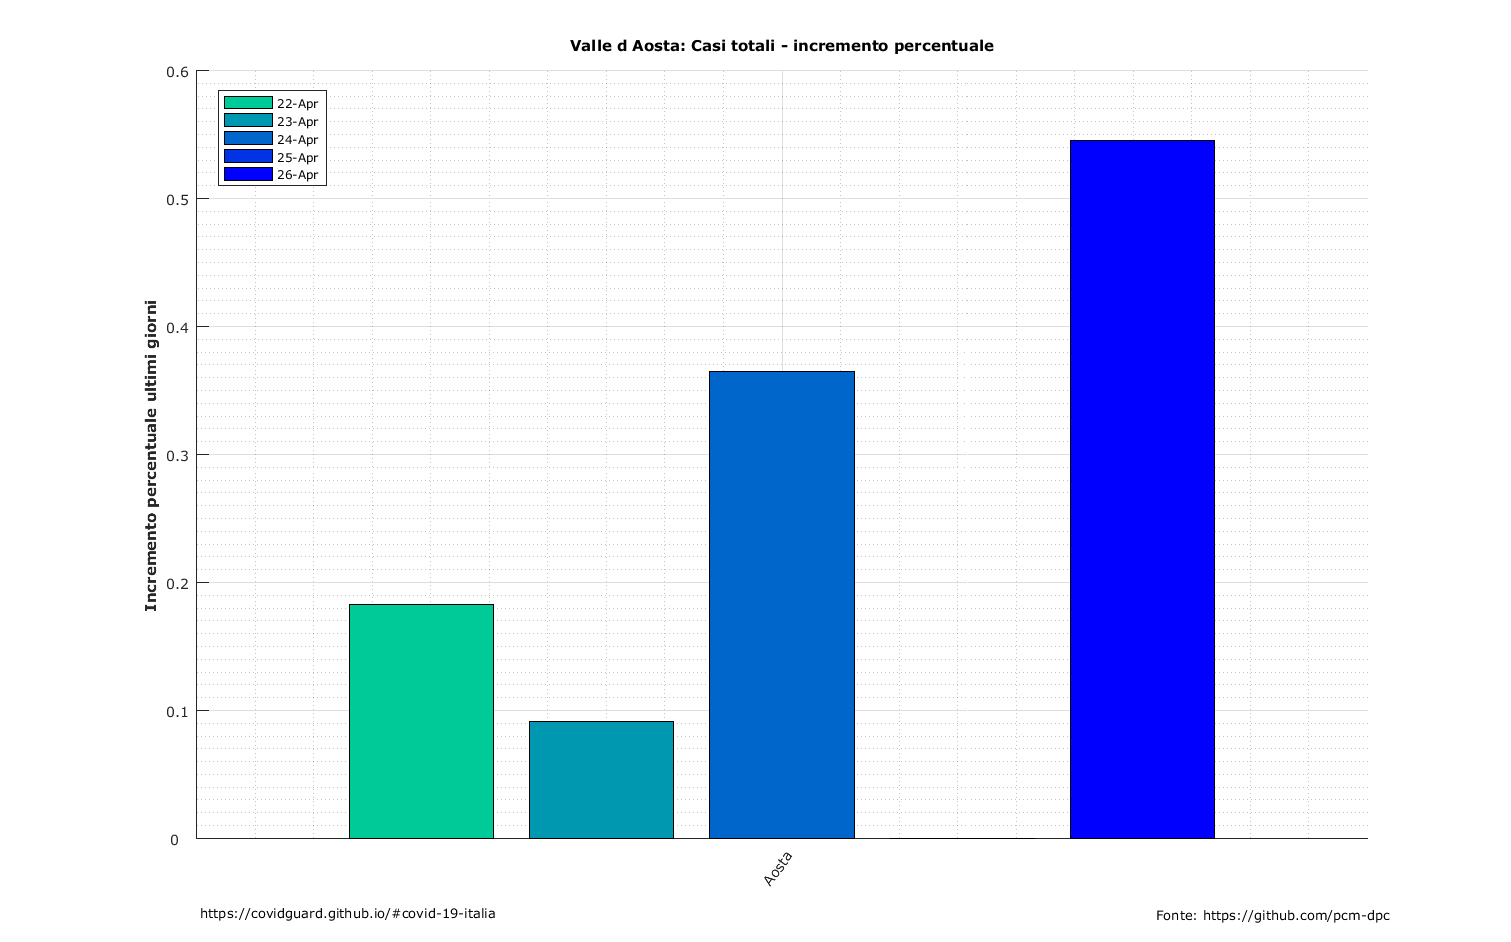 Valle d Aosta: Casi totali - incremento percentuale
0.6
0.5
0.4
0.3
0.2
0.1
0
22-Apr
23-Apr
24-Apr
25-Apr
26-Apr
Incremento percentuale ultimi giorni
Aosta
https://covidguard.github.io/#covid-19-italia
Fonte: https://github.com/pcm-dpc